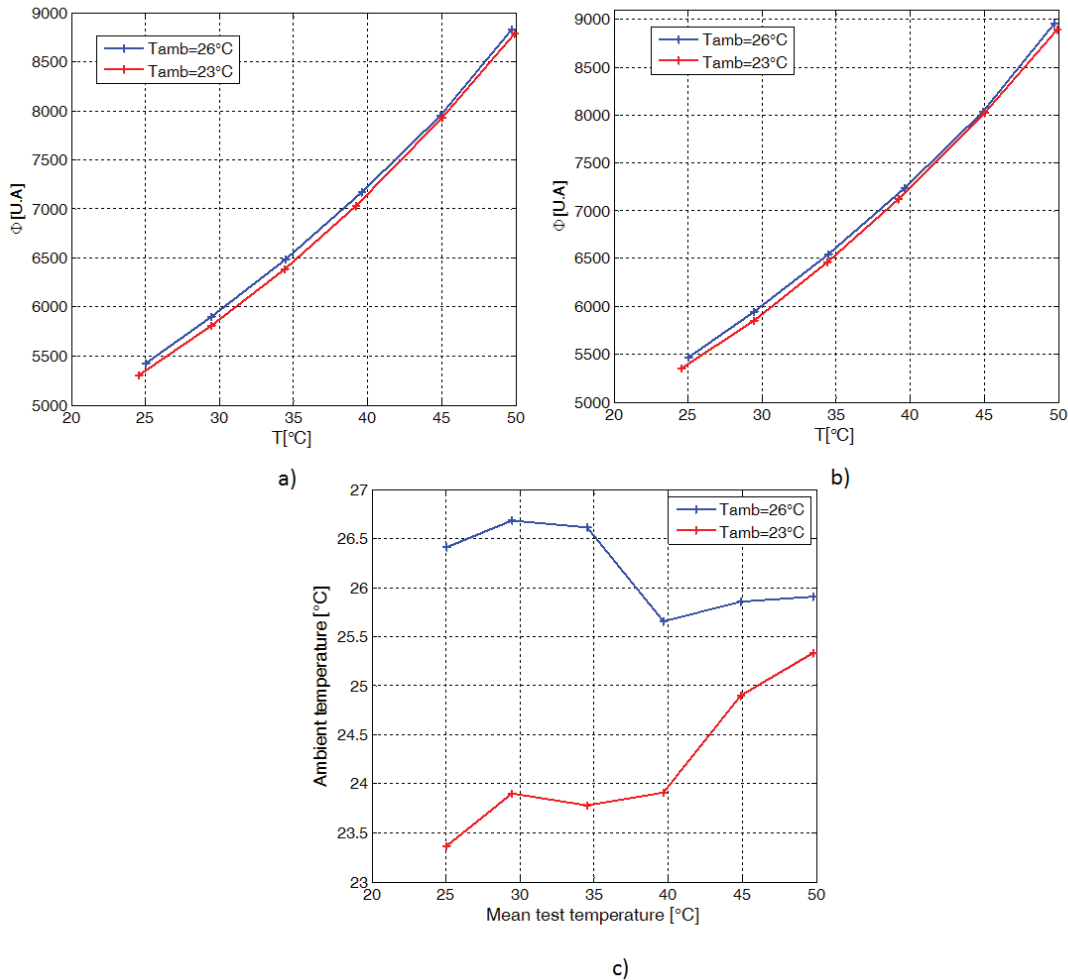 9000
8500
8000
7500
7000
6500
6000
5500
5000
Φ [U.A]
Tamb=26°C
Tamb=23°C
20 25 30 35 40 45 50
T[°C]
a)
9000
8500
8000
7500
7000
6500
6000
5500
5000
Φ [U.A]
Tamb=26°C
Tamb=23°C
20 25 30 35 40 45 50
T[°C]
b)
27
26.5
26
25.5
25
24.5
24
23.5
23
Ambient temperature [°C]
Tamb=26°C
Tamb=23°C
20 25 30 35 40 45 50
Mean test temperature [°C]
c)